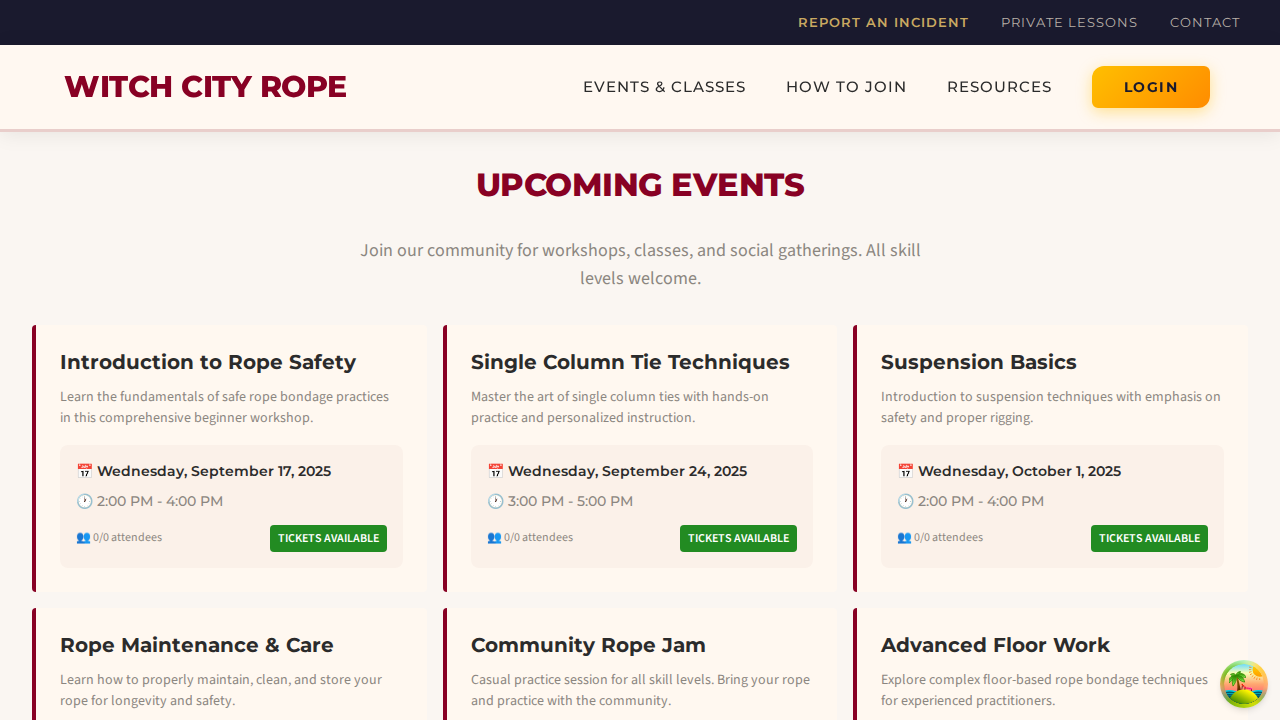 REPORT AN INCIDENT PRIVATE LESSONS CONTACT
WITCH CITY ROPE
EVENTS & CLASSES HOW TO JOIN RESOURCES LOGIN
UPCOMING EVENTS
Join our community for workshops, classes, and social gatherings. All skill
levels welcome.
Introduction to Rope Safety
Learn the fundamentals of safe rope bondage practices
in this comprehensive beginner workshop.
Wednesday, September 17, 2025
2:00 PM - 4:00 PM
0/0 attendees
TICKETS AVAILABLE
Single Column Tie Techniques
Master the art of single column ties with hands-on
practice and personalized instruction.
Wednesday, September 24, 2025
3:00 PM - 5:00 PM
0/0 attendees
TICKETS AVAILABLE
Suspension Basics
Introduction to suspension techniques with emphasis on
safety and proper rigging.
Wednesday, October 1, 2025
2:00 PM - 4:00 PM
0/0 attendees
TICKETS AVAILABLE
Rope Maintenance & Care
Learn how to properly maintain, clean, and store your
rope for longevity and safety.
Community Rope Jam
Casual practice session for all skill levels. Bring your rope
and practice with the community.
Advanced Floor Work
Explore complex floor-based rope bondage techniques
for experienced practitioners.